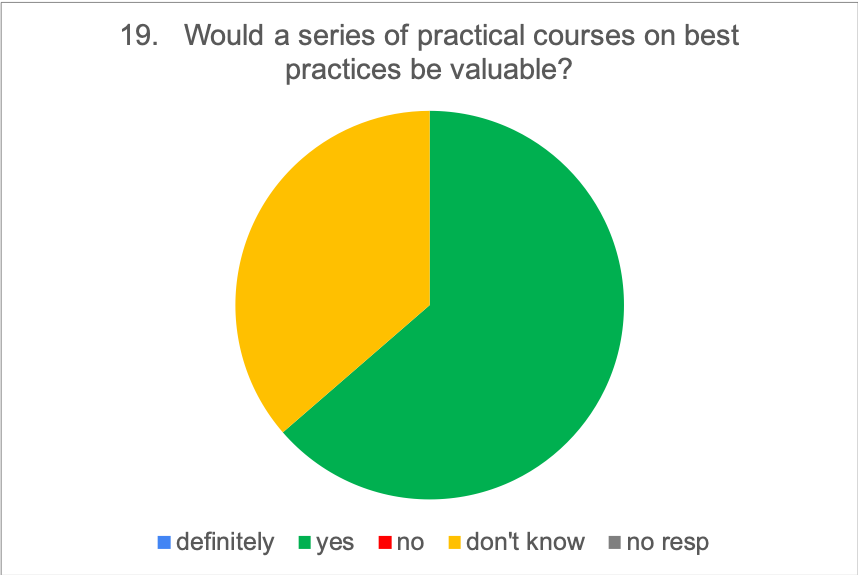 19. Would a series of practical courses on best
practices be valuable?
definitely yes no don't know no resp